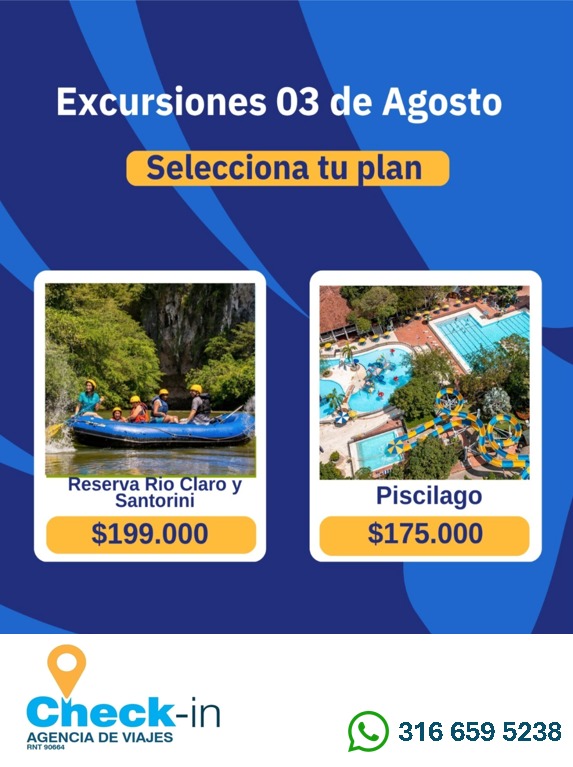 Excursiones 03 de Agosto
Selecciona tu plan
Reserva Rio Claro y
Santorini
$199.000
Piscilago
$175.000
Check-in
AGENCIA DE VIAJES
RNT 90664
316 659 5238